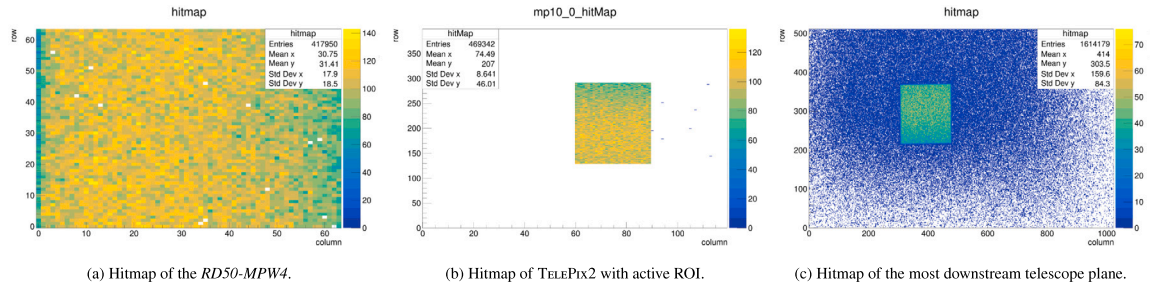 hitmap
hitmap
Entries 417950
Mean x 30.75
Mean y 31.41
Std Dev x 17.9
Std Dev y 18.5
row
60
50
40
30
20
10
0
0 10 20 30 40 50 60
column
140
120
100
80
60
40
20
0
(a) Hitmap of the RD50-MPW4.
mp10_0_hitMap
hitMap
Entries 469342
Mean x 74.49
Mean y 207
Std Dev x 8.641
Std Dev y 46.01
row
350
300
250
200
150
100
50
0
0 20 40 60 80 100
column
120
100
80
60
40
20
0
(b) Hitmap of TELEPIX2 with active ROI.
hitmap
hitmap
Entries 1614179
Mean x 414
Mean y 303.5
Std Dev x 159.6
Std Dev y 84.3
row
500
400
300
200
100
0
0 200 400 600 800 1000
column
70
60
50
40
30
20
10
0
(c) Hitmap of the most downstream telescope plane.